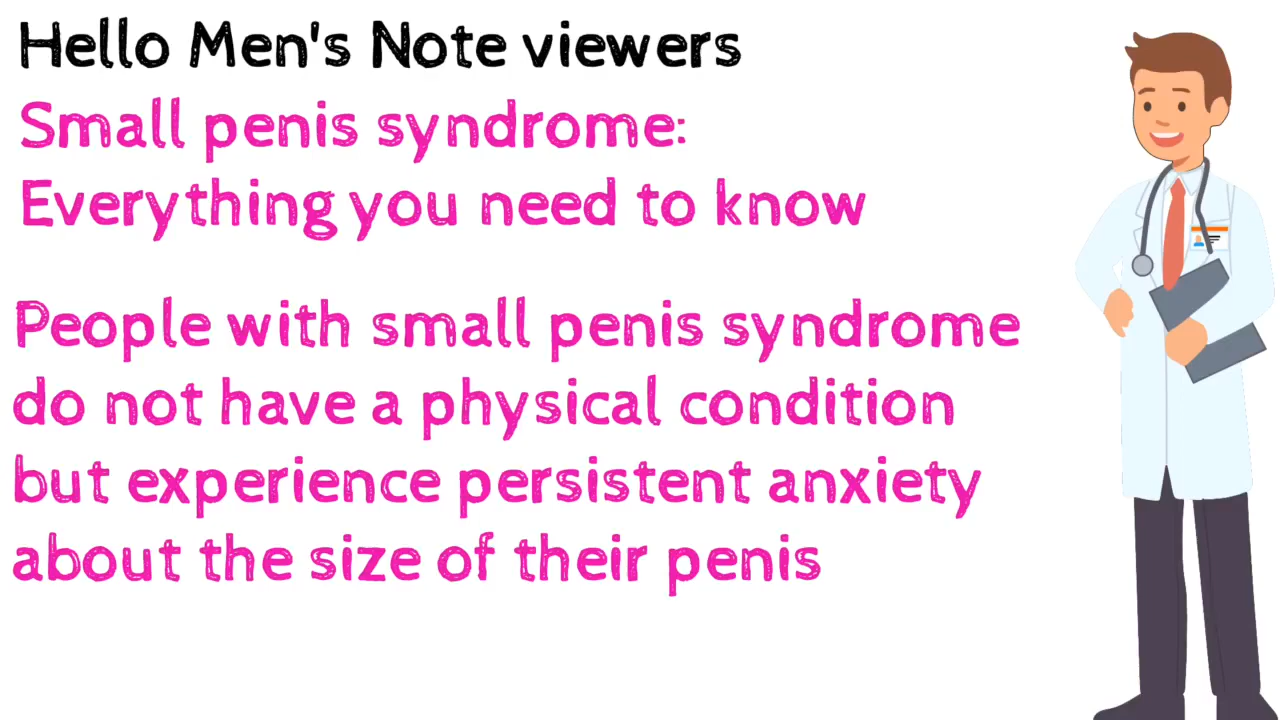 Hello Men's Note viewers
Small penis syndrome:
Everything you need to know
People with small penis syndrome
do not have a physical condition
but experience persistent anxiety
about the size of their penis